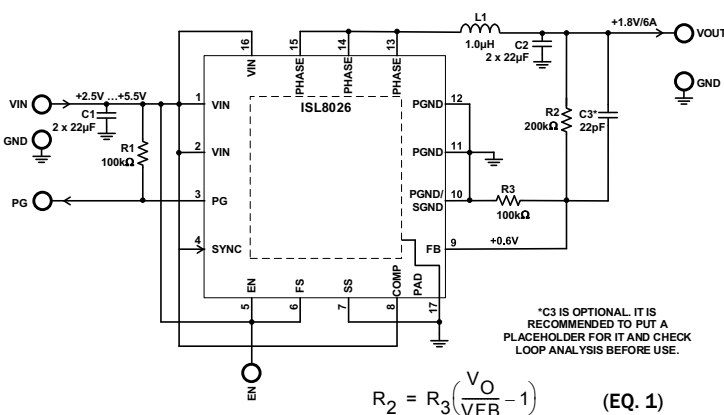 16
15
14
13
VIN
PHASE
PHASE
PHASE
L1
1.0µH
C2
2 x 22µF
+1.8V/6A
VOUT
GND
ISL8026
VIN
+2.5V …+5.5V
C1
2 x 22µF
GND
R1
100kΩ
PG
1
VIN
2
VIN
3
PG
4
SYNC
PGND
12
PGND
11
PGND/
SGND
10
FB
9
R3
100kΩ
+0.6V
R2
200kΩ
C3*
22pF
EN
FS
SS
COMP
PAD
5
6
7
8
17
EN
*C3 IS OPTIONAL. IT IS
RECOMMENDED TO PUT A
PLACEHOLDER FOR IT AND CHECK
LOOP ANALYSIS BEFORE USE.
R2 = R3(VO/VFB − 1) (EQ. 1)